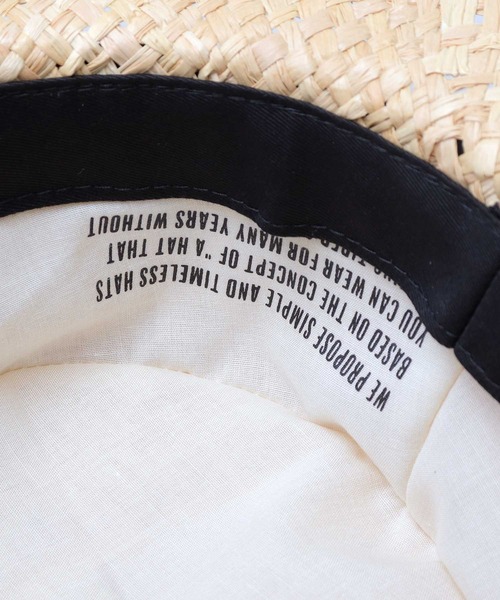 WE PROPOSE SIMPLE AND TIMELESS HATS
BASED ON THE CONCEPT OF "A HAT THAT
YOU CAN WEAR FOR MANY YEARS WITHOUT